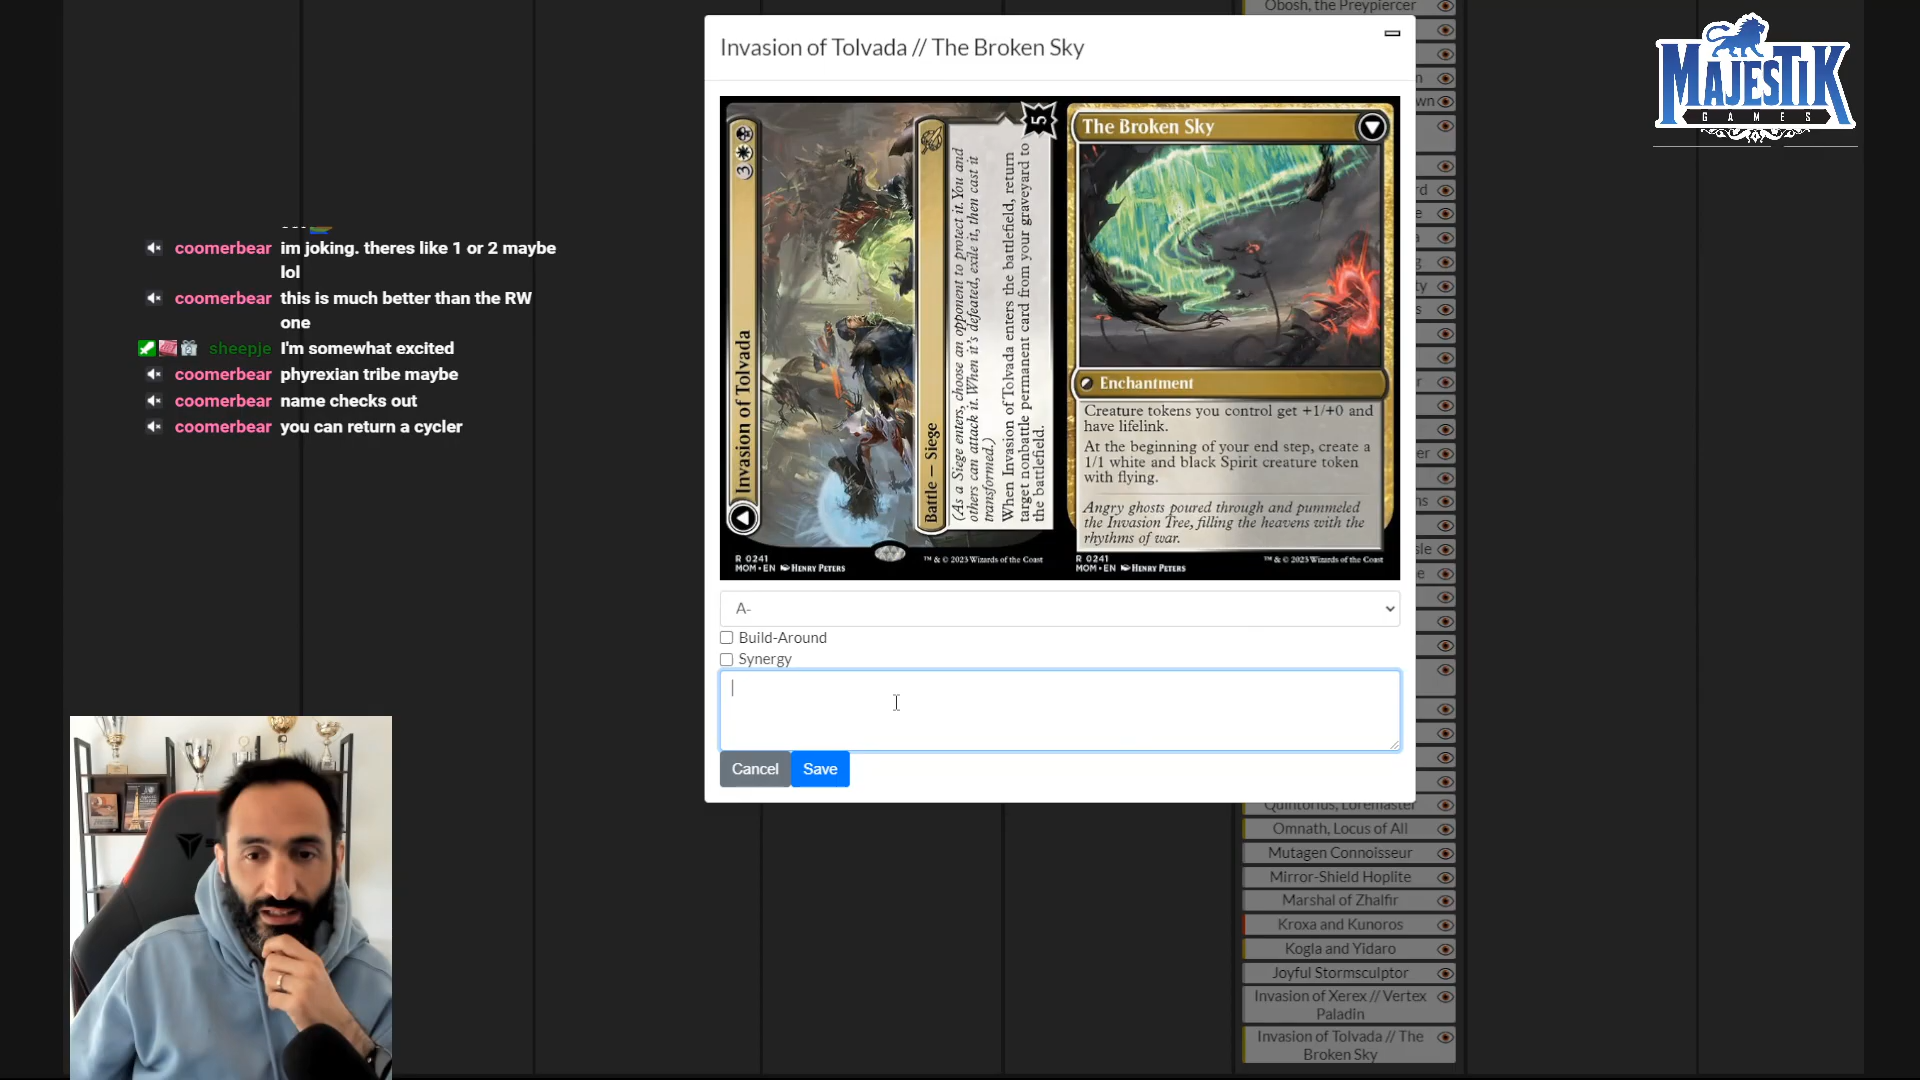 Obosh, the Preypiercer
Invasion of Tolvada // The Broken Sky
MAJESTIK
GAMES
coomerbear im joking. theres like 1 or 2 maybe
lol
coomerbear this is much better than the RW
one
sheepje I'm somewhat excited
coomerbear phyrexian tribe maybe
coomerbear name checks out
coomerbear you can return a cycler
Invasion of Tolvada
3
Battle — Siege
5
(As a Siege enters, choose an opponent to protect it. You and
others can attack it. When it's defeated, exile it, then cast it
transformed.)
When Invasion of Tolvada enters the battlefield, return
target nonbattle permanent card from your graveyard to
the battlefield.
R 0241
MOM • EN HENRY PETERS
™ & © 2023 Wizards of the Coast
The Broken Sky
Enchantment
Creature tokens you control get +1/+0 and
have lifelink.
At the beginning of your end step, create a
1/1 white and black Spirit creature token
with flying.
Angry ghosts poured through and pummeled
the Invasion Tree, filling the heavens with the
rhythms of war.
R 0241
MOM • EN HENRY PETERS
™ & © 2023 Wizards of the Coast
A-
Build-Around
Synergy
Cancel
Save
Quintorius, Loremaster
Omnath, Locus of All
Mutagen Connoisseur
Mirror-Shield Hoplite
Marshal of Zhalfir
Kroxa and Kunoros
Kogla and Yidaro
Joyful Stormsculptor
Invasion of Xerex // Vertex
Paladin
Invasion of Tolvada // The
Broken Sky